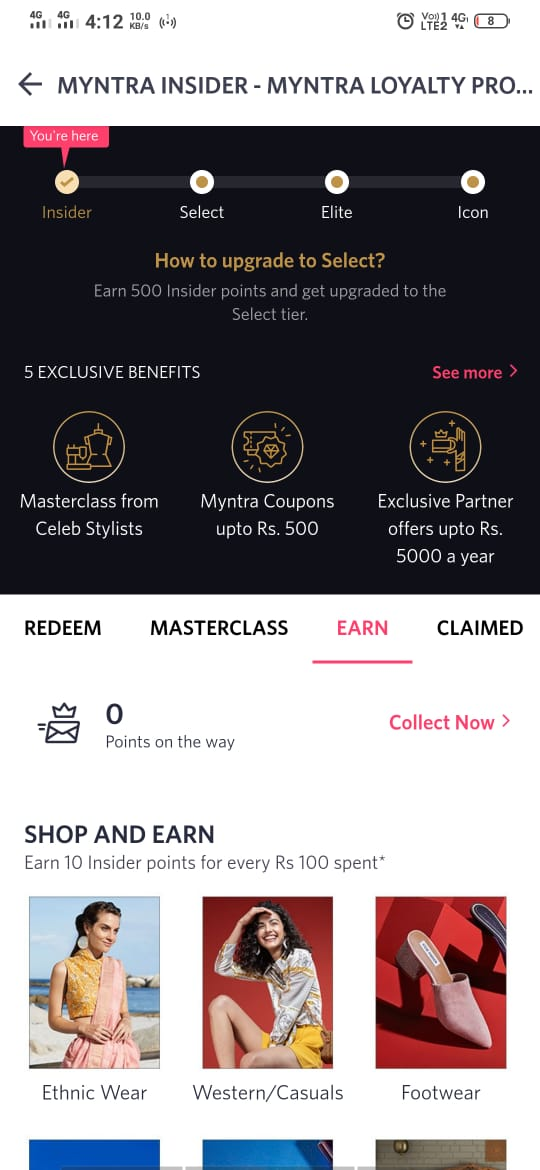 4G 4G 4:12 10.0 KB/s
Vo) 1 4G
LTE2
8
MYNTRA INSIDER - MYNTRA LOYALTY PRO...
You're here
Insider Select Elite Icon
How to upgrade to Select?
Earn 500 Insider points and get upgraded to the
Select tier.
5 EXCLUSIVE BENEFITS See more
Masterclass from
Celeb Stylists
Myntra Coupons
upto Rs. 500
Exclusive Partner
offers upto Rs.
5000 a year
REDEEM MASTERCLASS EARN CLAIMED
0
Points on the way
Collect Now
SHOP AND EARN
Earn 10 Insider points for every Rs 100 spent*
Ethnic Wear Western/Casuals Footwear